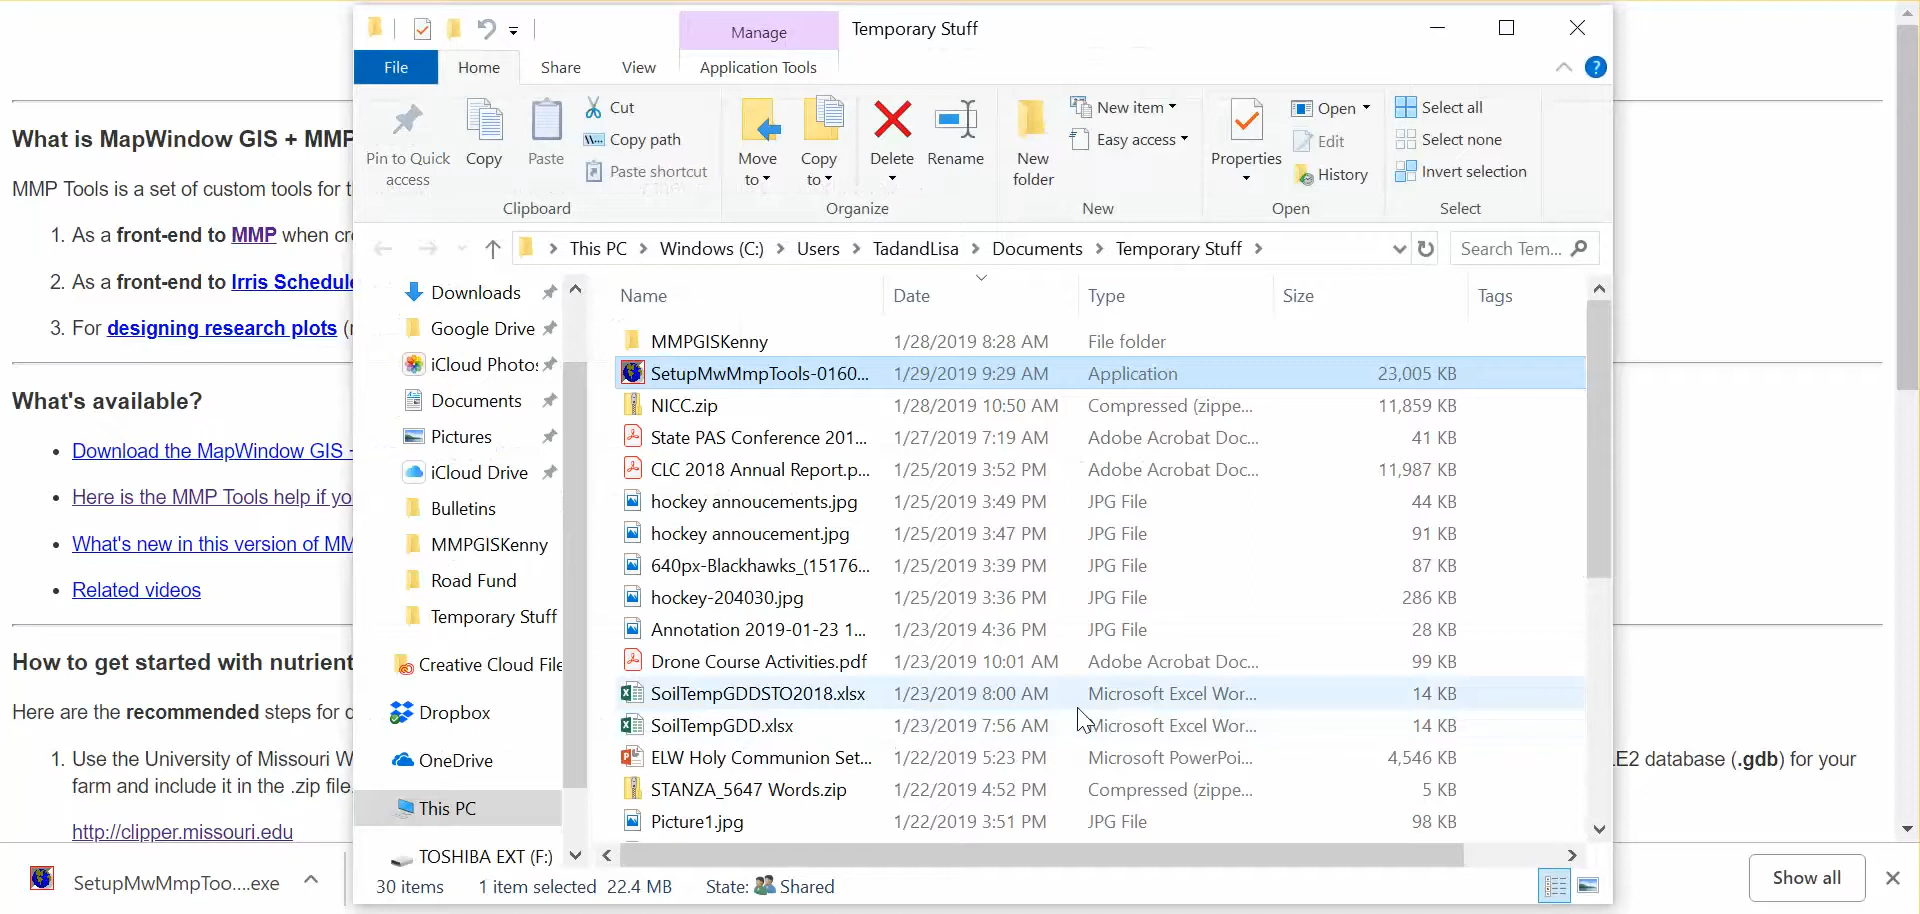 Manage
Temporary Stuff
File
Home
Share
View
Application Tools
Pin to Quick access
Copy
Paste
Cut
Copy path
Paste shortcut
Clipboard
Move to
Copy to
Delete
Rename
Organize
New folder
New item
Easy access
New
Properties
Open
Edit
History
Open
Select all
Select none
Invert selection
Select
This PC > Windows (C:) > Users > TadandLisa > Documents > Temporary Stuff >
Search Tem...
Downloads
Google Drive
iCloud Photos
Documents
Pictures
iCloud Drive
Bulletins
MMPGISKenny
Road Fund
Temporary Stuff
Creative Cloud File
Dropbox
OneDrive
This PC
TOSHIBA EXT (F:)
Name Date Type Size Tags
MMPGISKenny 1/28/2019 8:28 AM File folder
SetupMwMmpTools-0160... 1/29/2019 9:29 AM Application 23,005 KB
NICC.zip 1/28/2019 10:50 AM Compressed (zippe... 11,859 KB
State PAS Conference 201... 1/27/2019 7:19 AM Adobe Acrobat Doc... 41 KB
CLC 2018 Annual Report.p... 1/25/2019 3:52 PM Adobe Acrobat Doc... 11,987 KB
hockey annoucements.jpg 1/25/2019 3:49 PM JPG File 44 KB
hockey annoucement.jpg 1/25/2019 3:47 PM JPG File 91 KB
640px-Blackhawks_(15176... 1/25/2019 3:39 PM JPG File 87 KB
hockey-204030.jpg 1/25/2019 3:36 PM JPG File 286 KB
Annotation 2019-01-23 1... 1/23/2019 4:36 PM JPG File 28 KB
Drone Course Activities.pdf 1/23/2019 10:01 AM Adobe Acrobat Doc... 99 KB
SoilTempGDDSTO2018.xlsx 1/23/2019 8:00 AM Microsoft Excel Wor... 14 KB
SoilTempGDD.xlsx 1/23/2019 7:56 AM Microsoft Excel Wor... 14 KB
ELW Holy Communion Set... 1/22/2019 5:23 PM Microsoft PowerPoi... 4,546 KB
STANZA_5647 Words.zip 1/22/2019 4:52 PM Compressed (zippe... 5 KB
Picture1.jpg 1/22/2019 3:51 PM JPG File 98 KB
30 items 1 item selected 22.4 MB State: Shared
What is MapWindow GIS + MMP
MMP Tools is a set of custom tools for
1. As a front-end to MMP when
2. As a front-end to Irris Schedule
3. For designing research plots
What's available?
Download the MapWindow GIS
Here is the MMP Tools help if
What's new in this version of
Related videos
How to get started with nutrient
Here are the recommended steps for
1. Use the University of Missouri
E2 database (.gdb) for your
farm and include it in the .zip file
http://clipper.missouri.edu
SetupMwMmpToo....exe
Show all